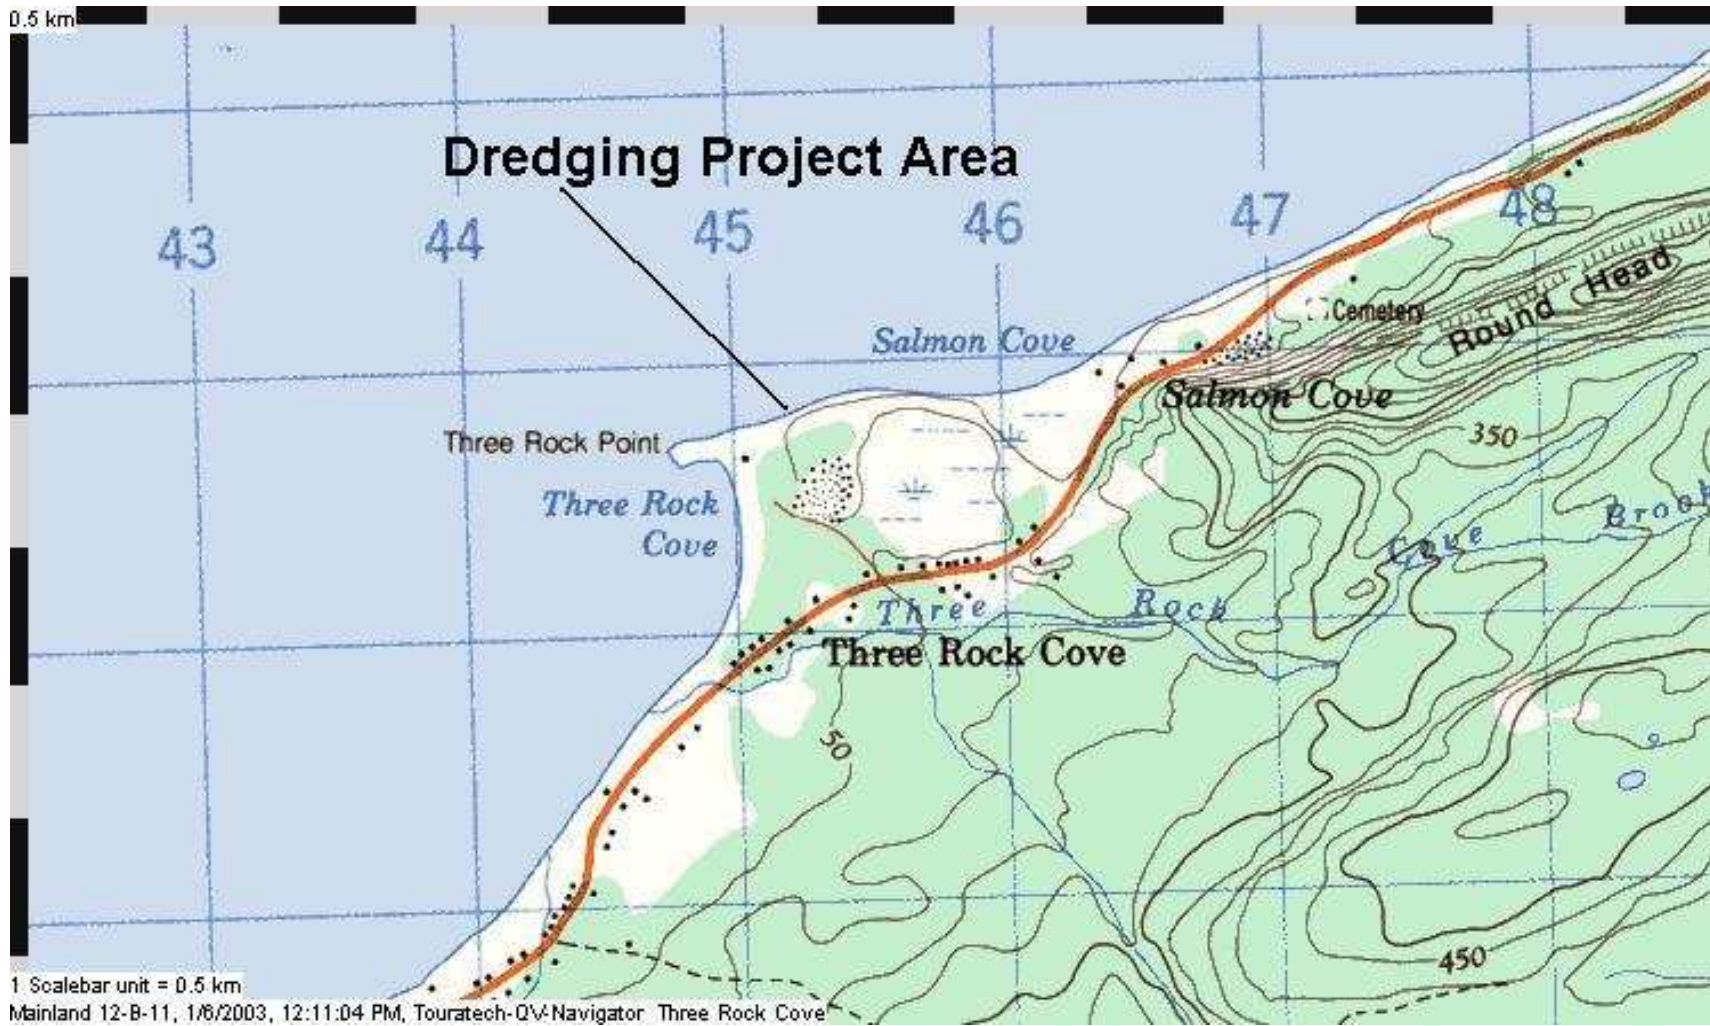 0.5 km
Dredging Project Area
43
44
45
46
47
48
Round Head
Cemetery
Salmon Cove
Salmon Cove
350
Three Rock Point
Three Rock
Cove
Cove Brook
Three Rock
Three Rock Cove
50
450
1 Scalebar unit = 0.5 km
Mainland 12-B-11, 1/6/2003, 12:11:04 PM, Touratech-QV-Navigator Three Rock Cove